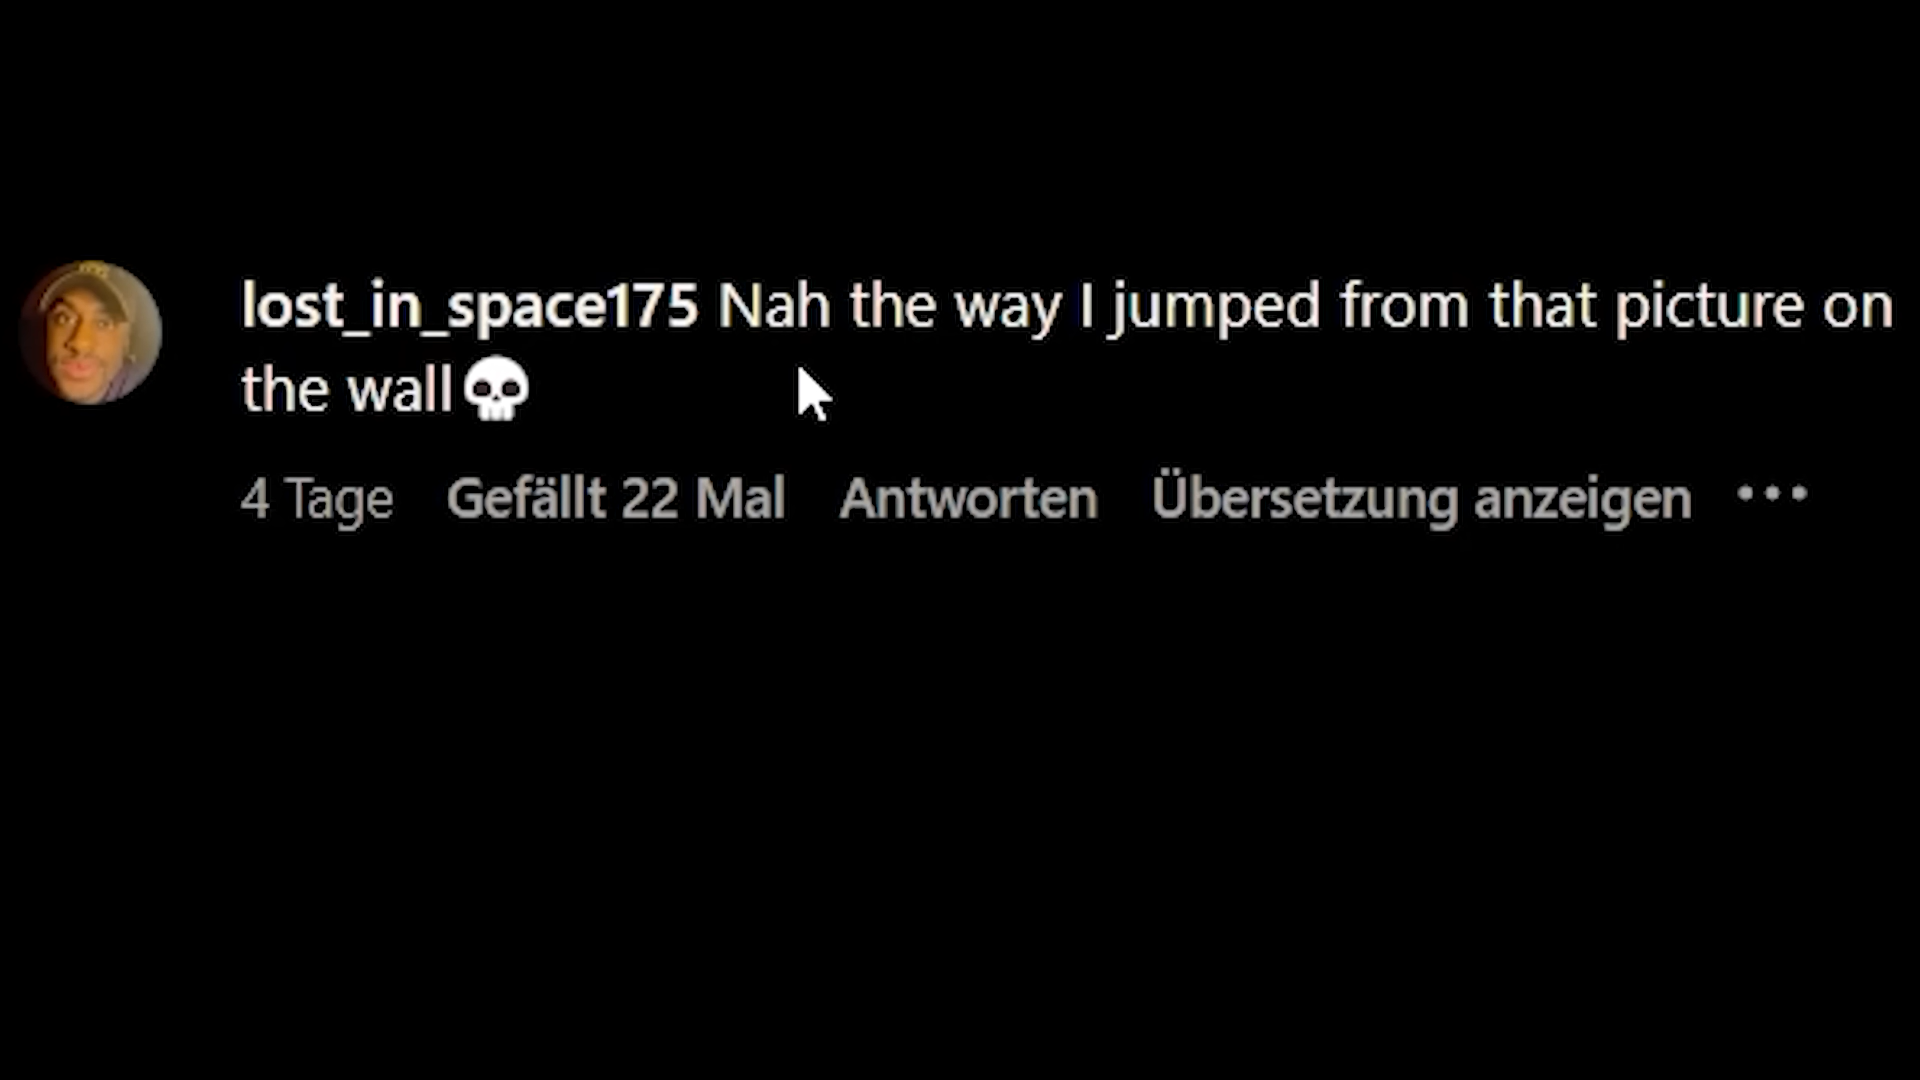 lost_in_space175 Nah the way I jumped from that picture on
the wall💀
4 Tage Gefällt 22 Mal Antworten Übersetzung anzeigen •••